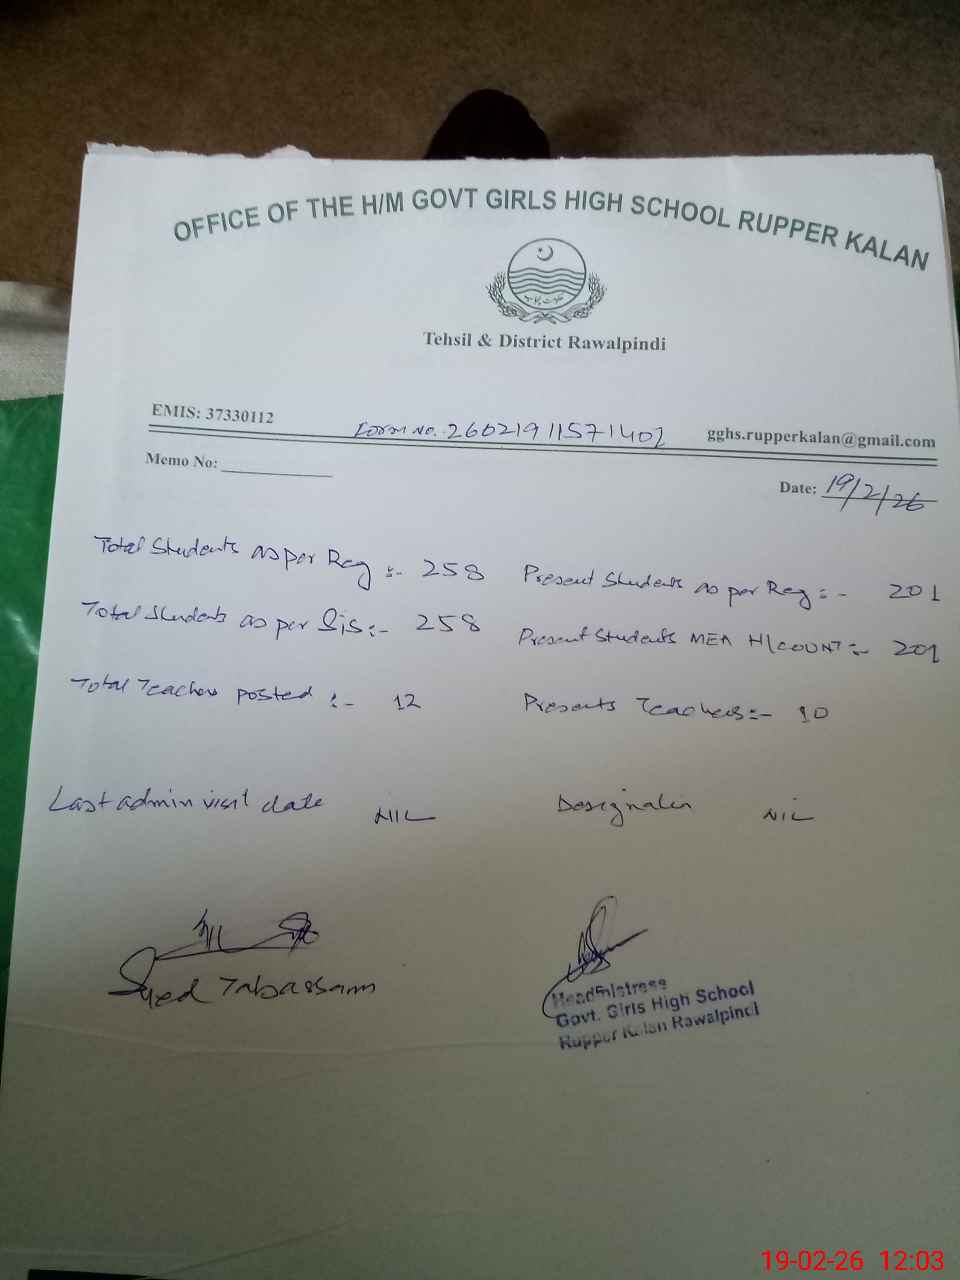 OFFICE OF THE H/M GOVT GIRLS HIGH SCHOOL RUPPER KALAN
Tehsil & District Rawalpindi
EMIS: 37330112
Form No. 26021911571402
gghs.rupperkalan@gmail.com
Memo No:
Date: 19/2/26
Total Students as per Reg :- 258 Present Students as per Reg :- 201
Total Students as per Sis :- 258 Present Students MEA H/COUNT :- 201
Total Teachers posted :- 12 Presents Teachers :- 10
Last admin visit date NIL Designation NIL
Syed Tabassam
Headmistress
Govt. Girls High School
Rupper Kalan Rawalpindi
19-02-26 12:03